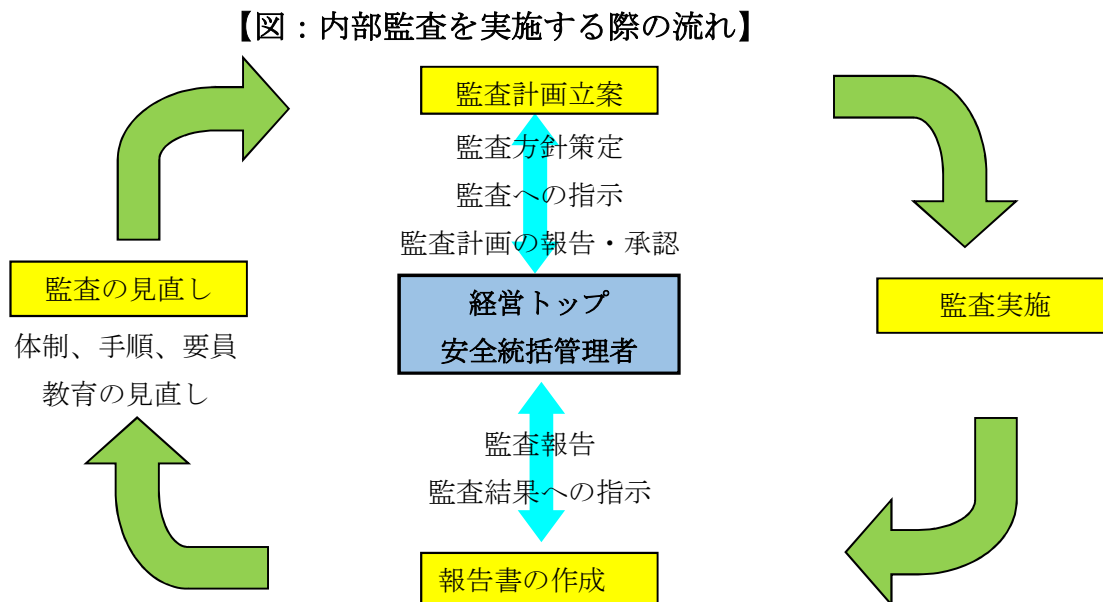 【図：内部監査を実施する際の流れ】
監査計画立案
監査方針策定
監査への指示
監査計画の報告・承認
監査の見直し
体制、手順、要員
教育の見直し
経営トップ
安全統括管理者
監査実施
監査報告
監査結果への指示
報告書の作成